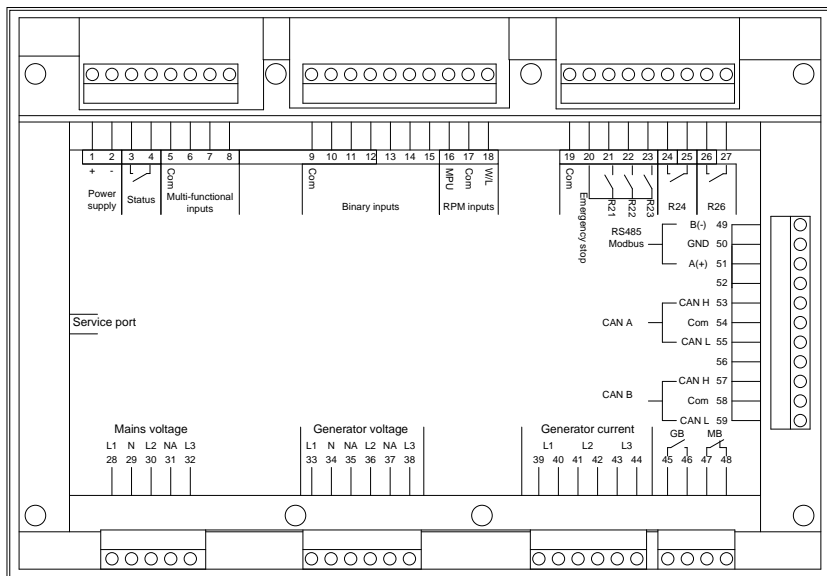 1 2 3 4 5 6 7 8 9 10 11 12 13 14 15 16 17 18 19 20 21 22 23 24 25 26 27
+ - Com Com MPU Com W/L Com Emergency stop R21 R22 R23
Power supply
Status
Multi-functional inputs
Binary inputs
RPM inputs
R24
R26
RS485
Modbus
B(-) 49
GND 50
A(+) 51
52
Service port
CAN A
CAN H 53
Com 54
CAN L 55
56
CAN B
CAN H 57
Com 58
CAN L 59
Mains voltage
L1 N L2 NA L3
28 29 30 31 32
Generator voltage
L1 N NA L2 NA L3
33 34 35 36 37 38
Generator current
L1 L2 L3
39 40 41 42 43 44
GB MB
45 46 47 48